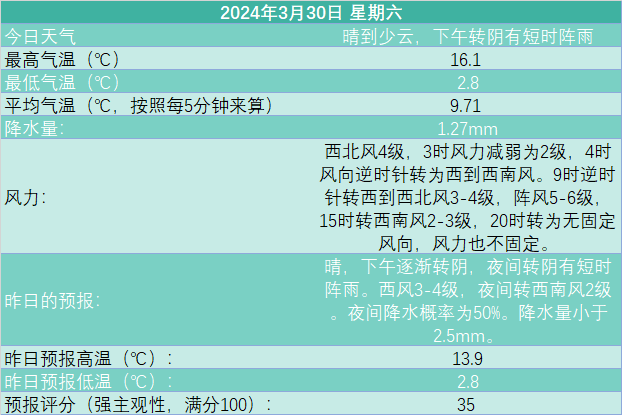 2024年3月30日 星期六
今日天气 晴到少云，下午转阴有短时阵雨
最高气温（℃） 16.1
最低气温（℃） 2.8
平均气温（℃，按照每5分钟来算） 9.71
降水量： 1.27mm
风力：
西北风4级，3时风力减弱为2级，4时
风向逆时针转为西到西南风。9时逆时
针转西到西北风3-4级，阵风5-6级，
15时转西南风2-3级，20时转为无固定
风向，风力也不固定。
昨日的预报：
晴，下午逐渐转阴，夜间转阴有短时
阵雨。西风3-4级，夜间转西南风2级
。夜间降水概率为50%。降水量小于
2.5mm。
昨日预报高温（℃）： 13.9
昨日预报低温（℃）： 2.8
预报评分（强主观性，满分100）： 35